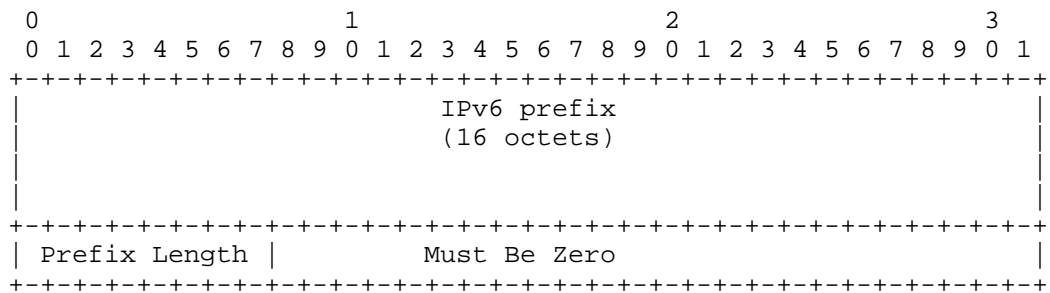 0                   1                   2                   3
0 1 2 3 4 5 6 7 8 9 0 1 2 3 4 5 6 7 8 9 0 1 2 3 4 5 6 7 8 9 0 1
+-+-+-+-+-+-+-+-+-+-+-+-+-+-+-+-+-+-+-+-+-+-+-+-+-+-+-+-+-+-+-+-+
|                          IPv6 prefix                          |
|                          (16 octets)                          |
|                                                               |
|                                                               |
+-+-+-+-+-+-+-+-+-+-+-+-+-+-+-+-+-+-+-+-+-+-+-+-+-+-+-+-+-+-+-+-+
| Prefix Length |         Must Be Zero                          |
+-+-+-+-+-+-+-+-+-+-+-+-+-+-+-+-+-+-+-+-+-+-+-+-+-+-+-+-+-+-+-+-+